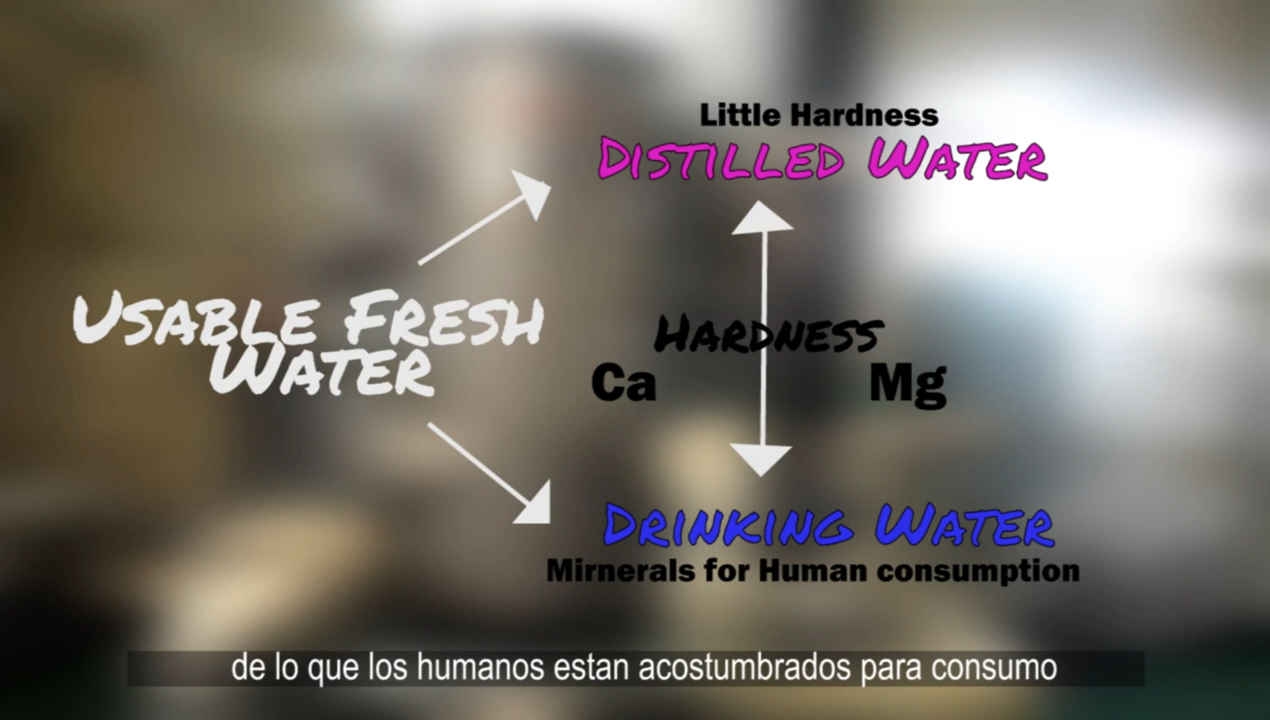 Little Hardness
Distilled Water
Usable Fresh
Water
Hardness
Ca
Mg
Drinking Water
Mirnerals for Human consumption
de lo que los humanos estan acostumbrados para consumo